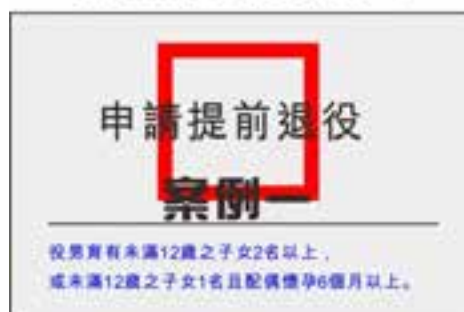 申請提前退役
案例一
役男育有未滿12歲之子女2名以上，
或未滿12歲之子女1名且配偶懷孕6個月以上。